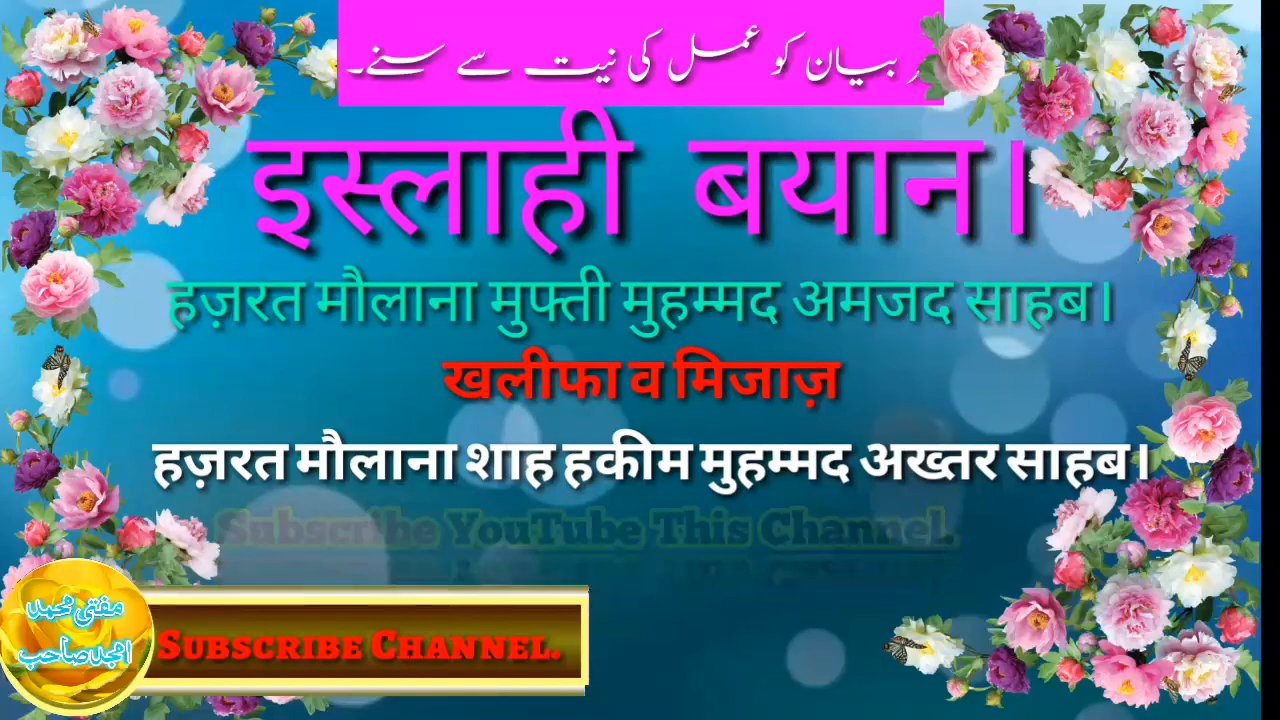 بیان کو عمل کی نیت سے سنے۔
इस्लाही बयान।
हज़रत मौलाना मुफ्ती मुहम्मद अमजद साहब।
खलीफा व मिजाज़
हज़रत मौलाना शाह हकीम मुहम्मद अख्तर साहब।
Subscribe YouTube This Channel.
مفتی محمد
امجد صاحب
SUBSCRIBE CHANNEL.